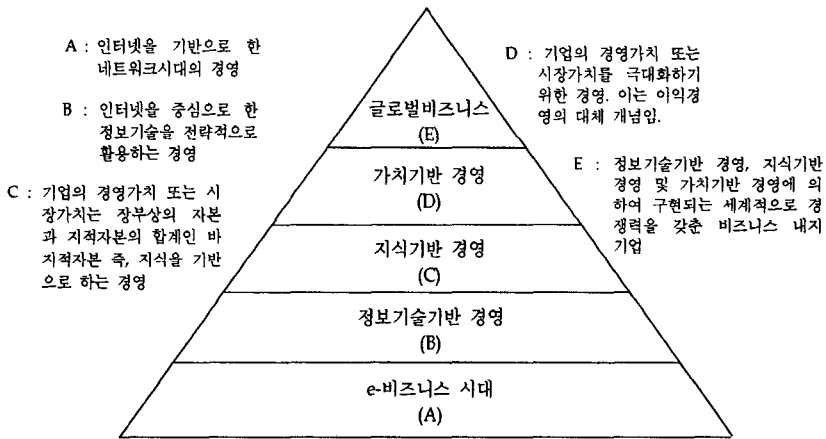 A : 인터넷을 기반으로 한
네트워크시대의 경영
B : 인터넷을 중심으로 한
정보기술을 전략적으로
활용하는 경영
C : 기업의 경영가치 또는 시
장가치는 장부상의 자본
과 지적자본의 합계인 바
지적자본 즉, 지식을 기반
으로 하는 경영
글로벌비즈니스
(E)
가치기반 경영
(D)
지식기반 경영
(C)
정보기술기반 경영
(B)
e-비즈니스 시대
(A)
D : 기업의 경영가치 또는
시장가치를 극대화하기
위한 경영. 이는 이익경
영의 대체 개념임.
E : 정보기술기반 경영, 지식기반
경영 및 가치기반 경영에 의
하여 구현되는 세계적으로 경
쟁력을 갖춘 비즈니스 내지
기업